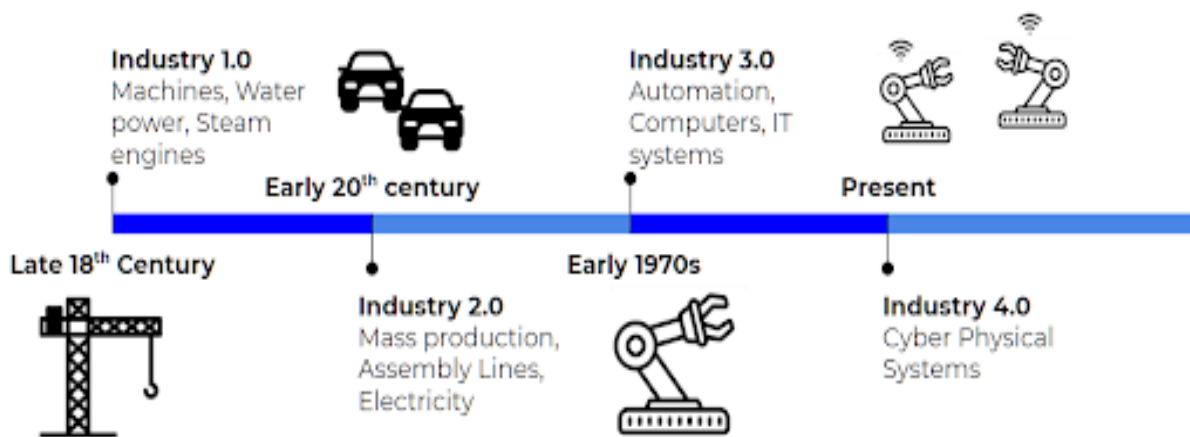 Industry 1.0
Machines, Water
power, Steam
engines
Late 18th Century
Early 20th century
Industry 2.0
Mass production,
Assembly Lines,
Electricity
Industry 3.0
Automation,
Computers, IT
systems
Early 1970s
Present
Industry 4.0
Cyber Physical
Systems